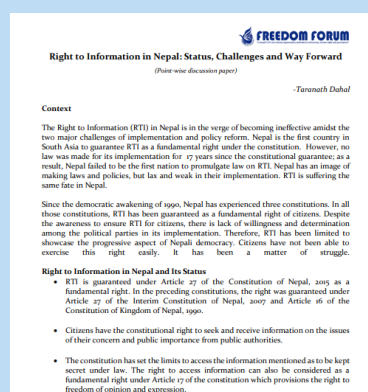 FREEDOM FORUM
Right to Information in Nepal: Status, Challenges and Way Forward
(Point-wise discussion paper)
-Taranath Dahal
Context
The Right to Information (RTI) in Nepal is in the verge of becoming ineffective amidst the
two major challenges of implementation and policy reform. Nepal is the first country in
South Asia to guarantee RTI as a fundamental right under the constitution. However, no
law was made for its implementation for 17 years since the constitutional guarantee; as a
result, Nepal failed to be the first nation to promulgate law on RTI. Nepal has an image of
making laws and policies, but lax and weak in their implementation. RTI is suffering the
same fate in Nepal.
Since the democratic awakening of 1990, Nepal has experienced three constitutions. In all
those constitutions, RTI has been guaranteed as a fundamental right of citizens. Despite
the awareness to ensure RTI for citizens, there is lack of willingness and determination
among the political parties in its implementation. Therefore, RTI has been limited to
showcase the progressive aspect of Nepali democracy. Citizens have not been able to
exercise this right easily. It has been a matter of struggle.
Right to Information in Nepal and Its Status
• RTI is guaranteed under Article 27 of the Constitution of Nepal, 2015 as a
fundamental right. In the preceding constitutions, the right was guaranteed under
Article 27 of the Interim Constitution of Nepal, 2007 and Article 16 of the
Constitution of Kingdom of Nepal, 1990.
• Citizens have the constitutional right to seek and receive information on the issues
of their concern and public importance from public authorities.
• The constitution has set the limits to access the information mentioned as to be kept
secret under law. The right to access information can also be considered as a
fundamental right under Article 17 of the constitution which provisions the right to
freedom of opinion and expression.